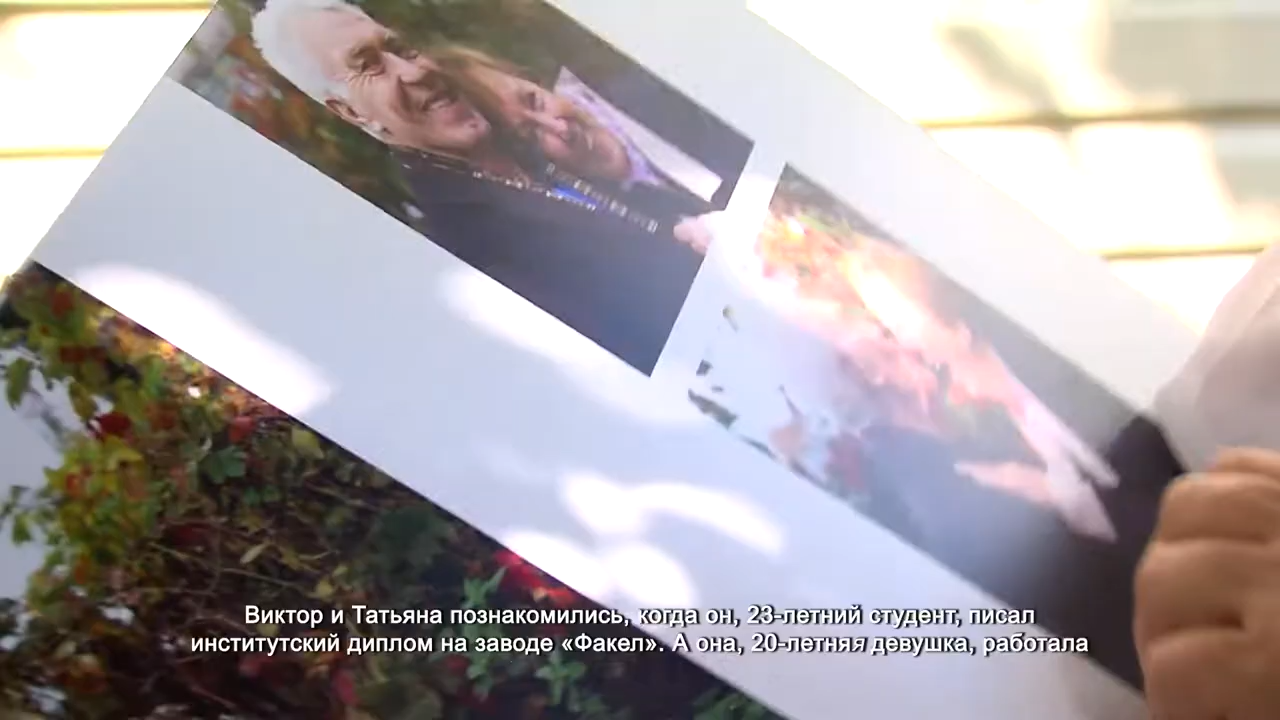 Виктор и Татьяна познакомились, когда он, 23-летний студент, писал
институтский диплом на заводе «Факел». А она, 20-летняя девушка, работала